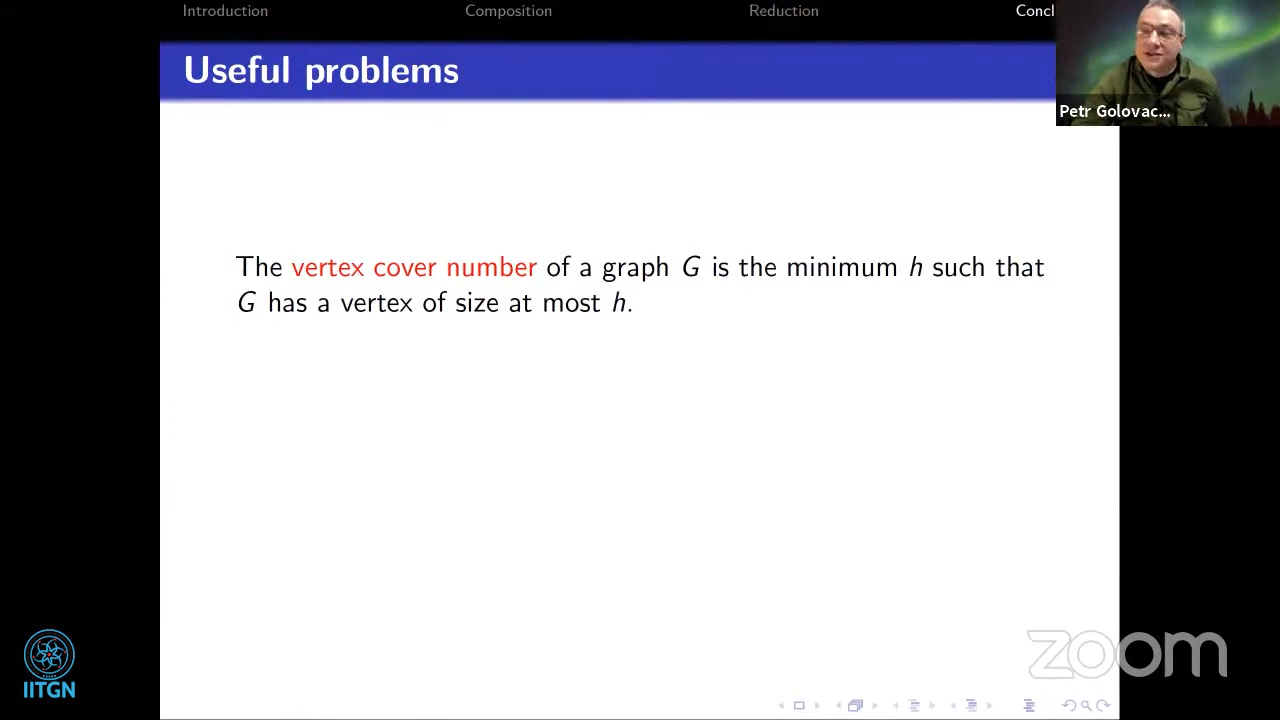 Introduction Composition Reduction Concl
Useful problems
Petr Golovac...
The vertex cover number of a graph G is the minimum h such that
G has a vertex of size at most h.
IITGN
zoom